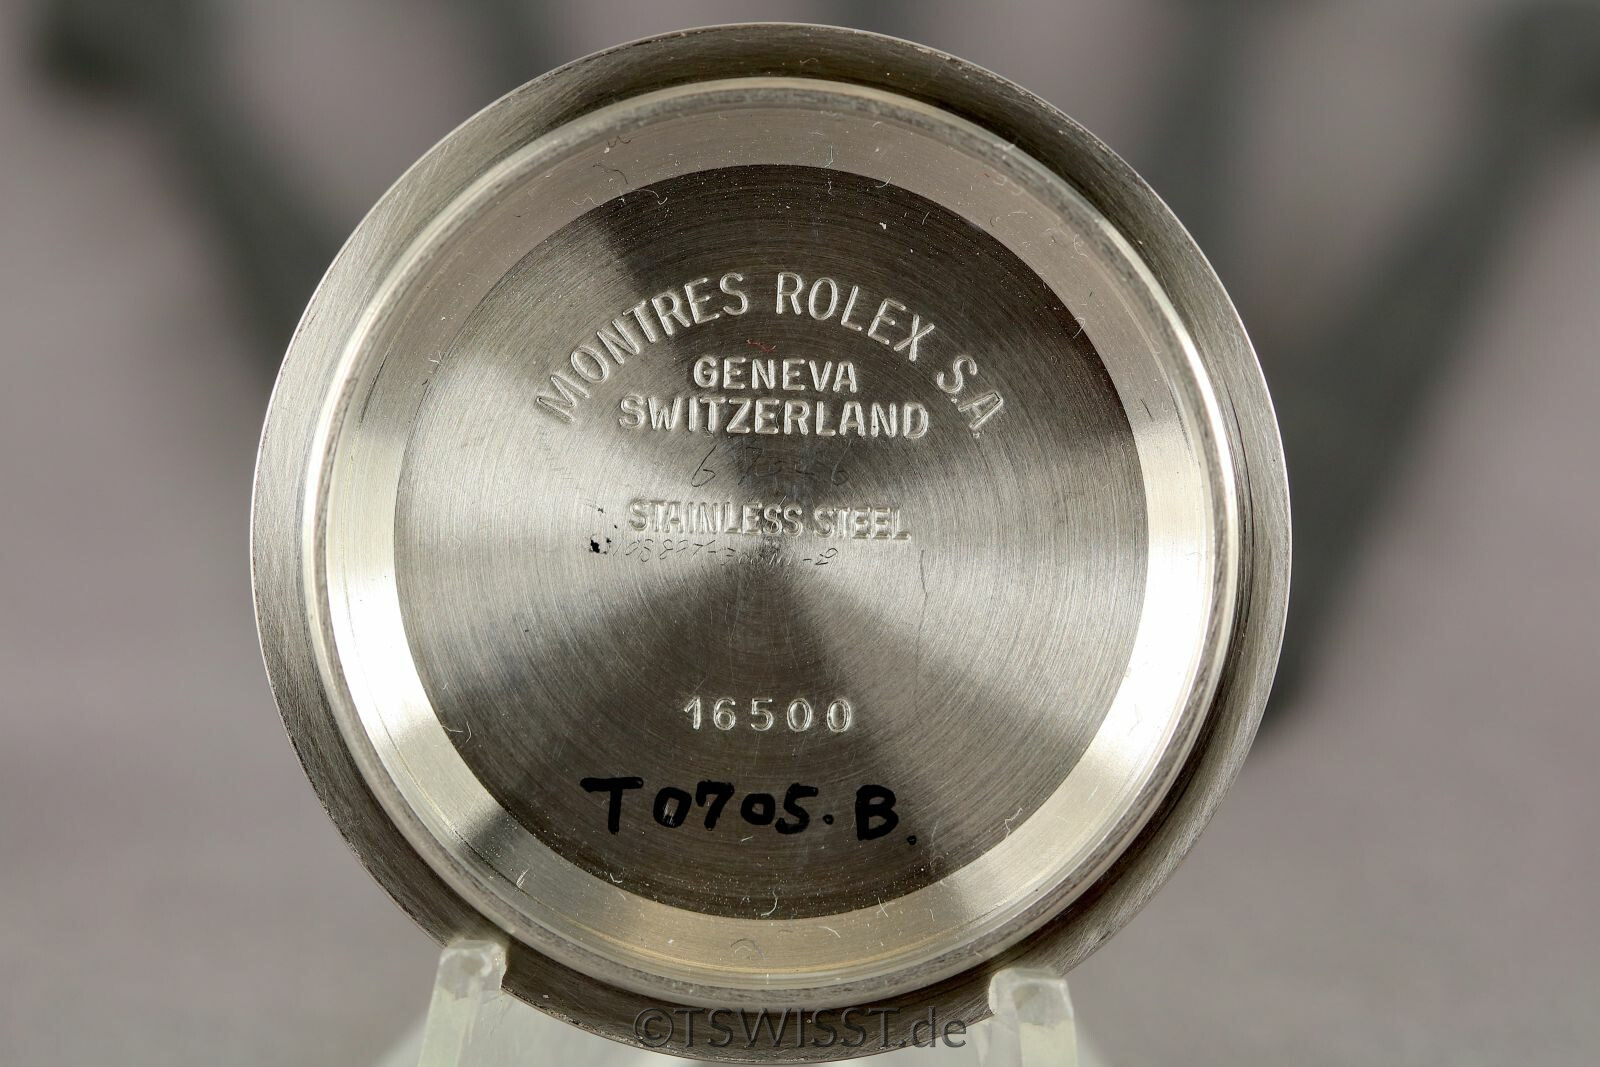 MONTRES ROLEX S.A.
GENEVA
SWITZERLAND
STAINLESS STEEL
16500
T0705.B.
©TSWISST.de